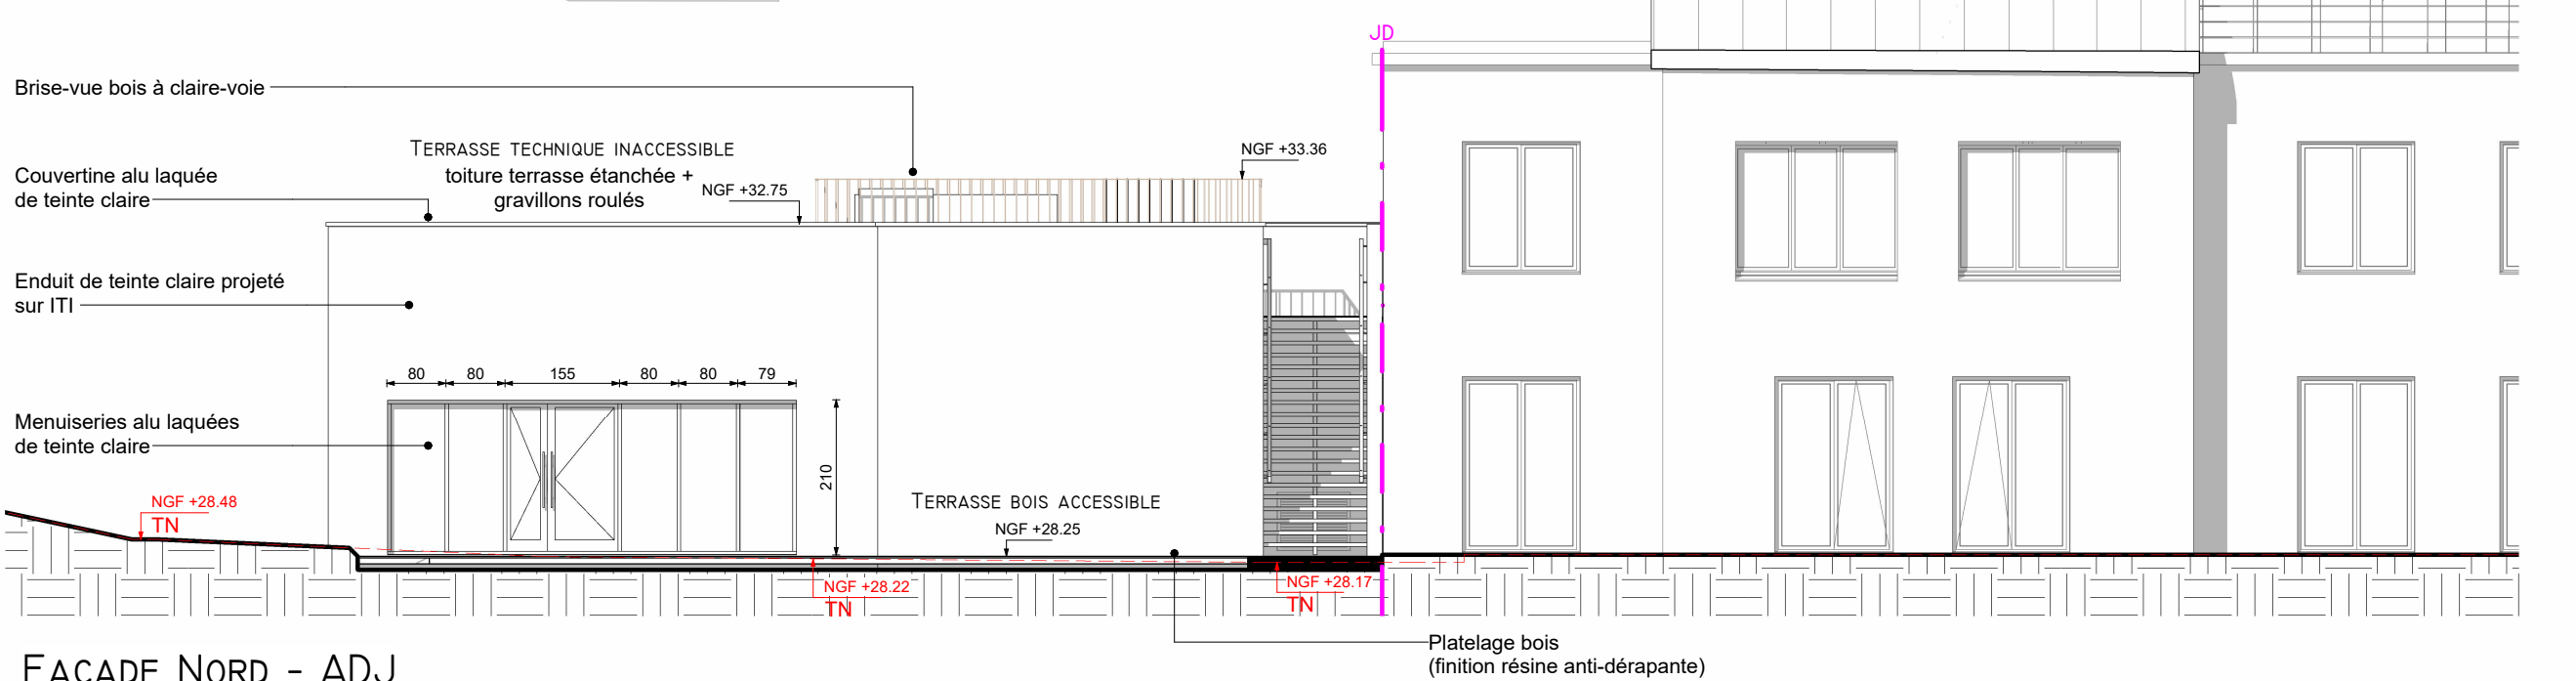 JD
Brise-vue bois à claire-voie
TERRASSE TECHNIQUE INACCESSIBLE
toiture terrasse étanchée +
gravillons roulés
NGF +33.36
NGF +32.75
Couvertine alu laquée
de teinte claire
Enduit de teinte claire projeté
sur ITI
80 80 155 80 80 79
Menuiseries alu laquées
de teinte claire
210
NGF +28.48
TN
TERRASSE BOIS ACCESSIBLE
NGF +28.25
NGF +28.22
TN
NGF +28.17
TN
Platelage bois
(finition résine anti-dérapante)
FAÇADE NORD - ADJ